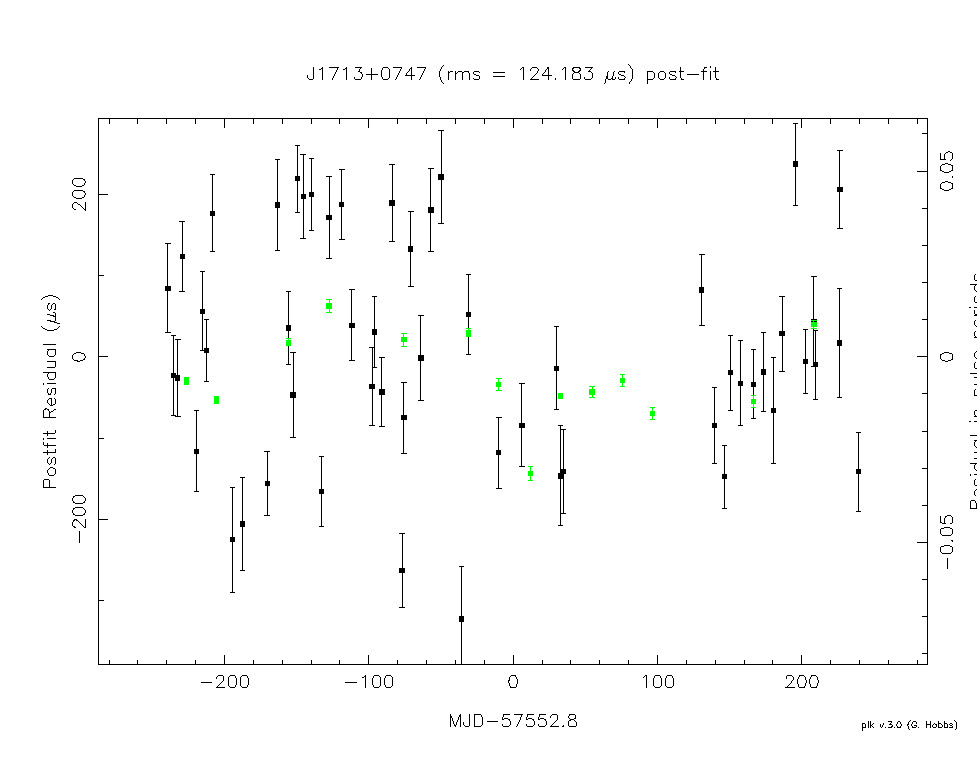 J1713+0747 (rms = 124.183 μs) post-fit
Postfit Residual (μs)
200
0
-200
0.05
0
-0.05
Residual in pulse periods
-200
-100
0
100
200
MJD-57552.8
plk v.3.0 (G. Hobbs)